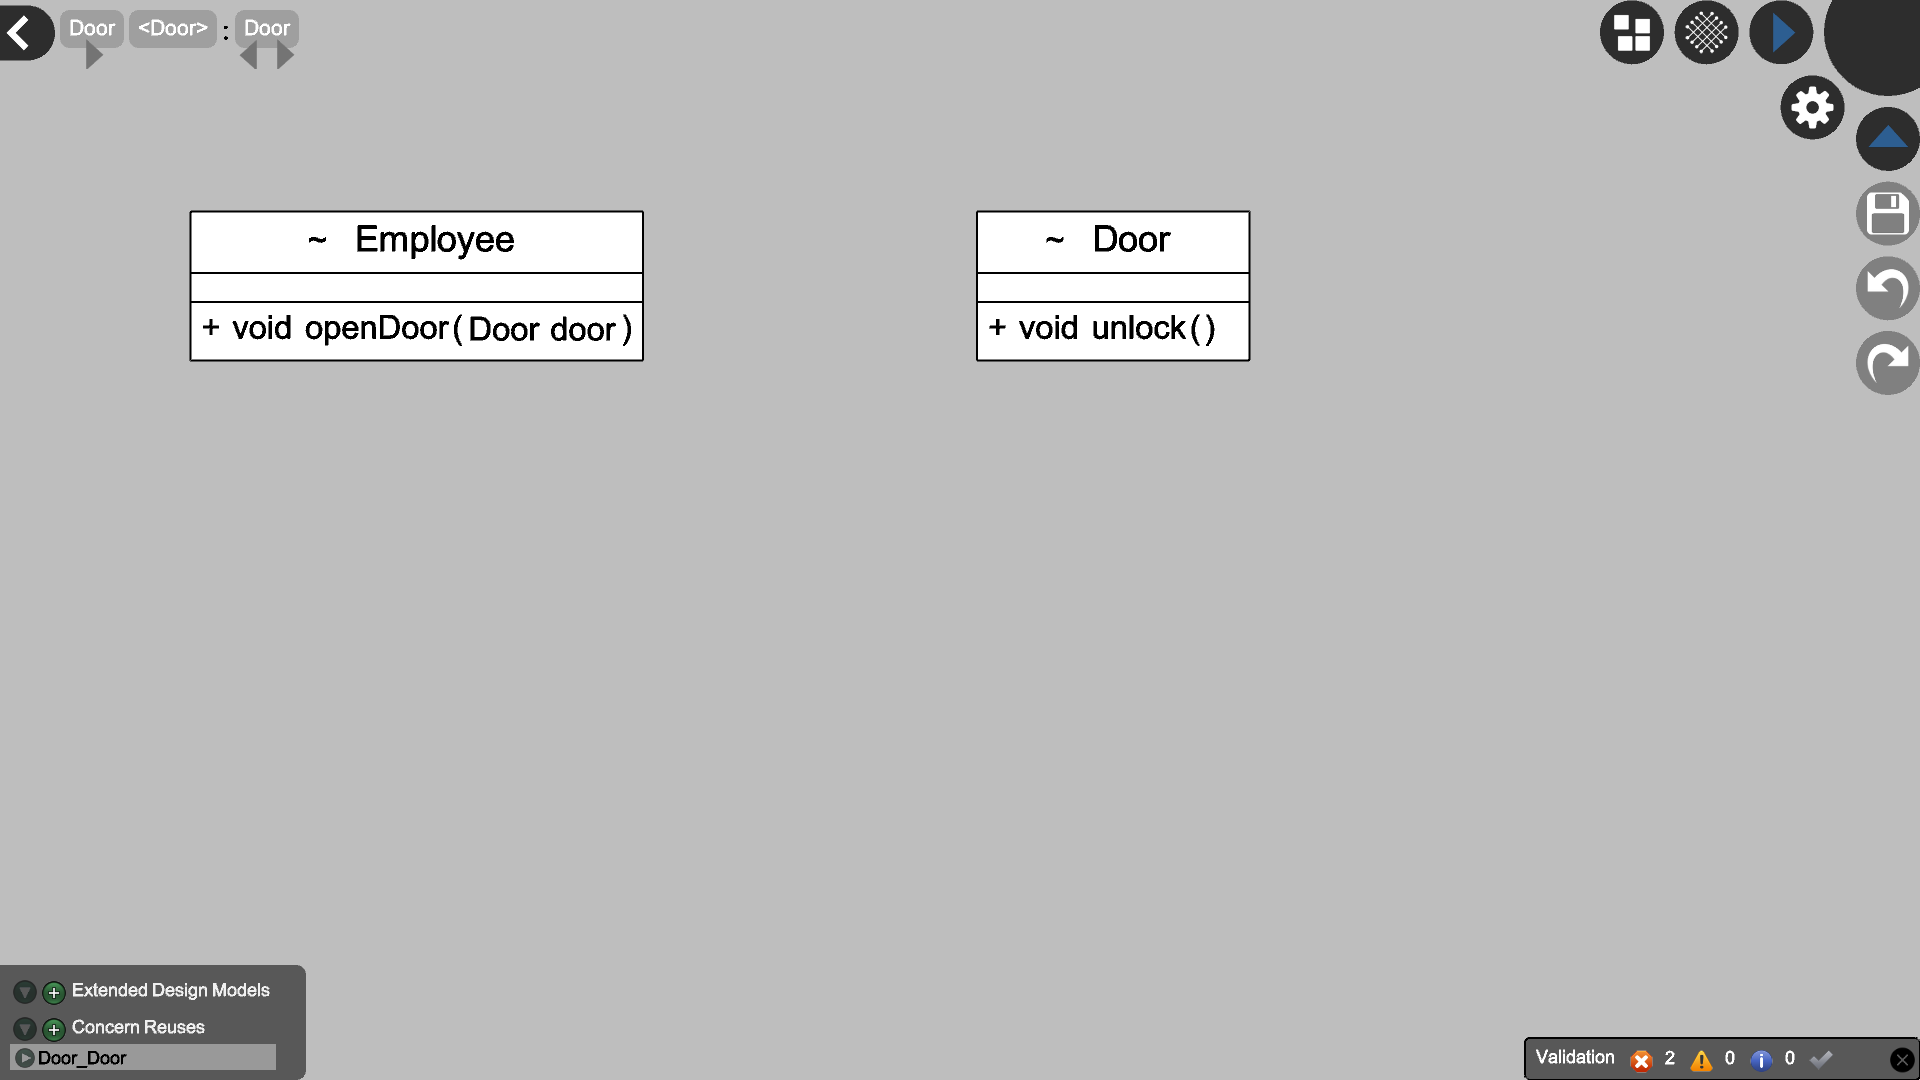 Door <Door> : Door
~ Employee
+ void openDoor(Door door)
~ Door
+ void unlock()
Extended Design Models
Concern Reuses
Door_Door
Validation 2 0 0